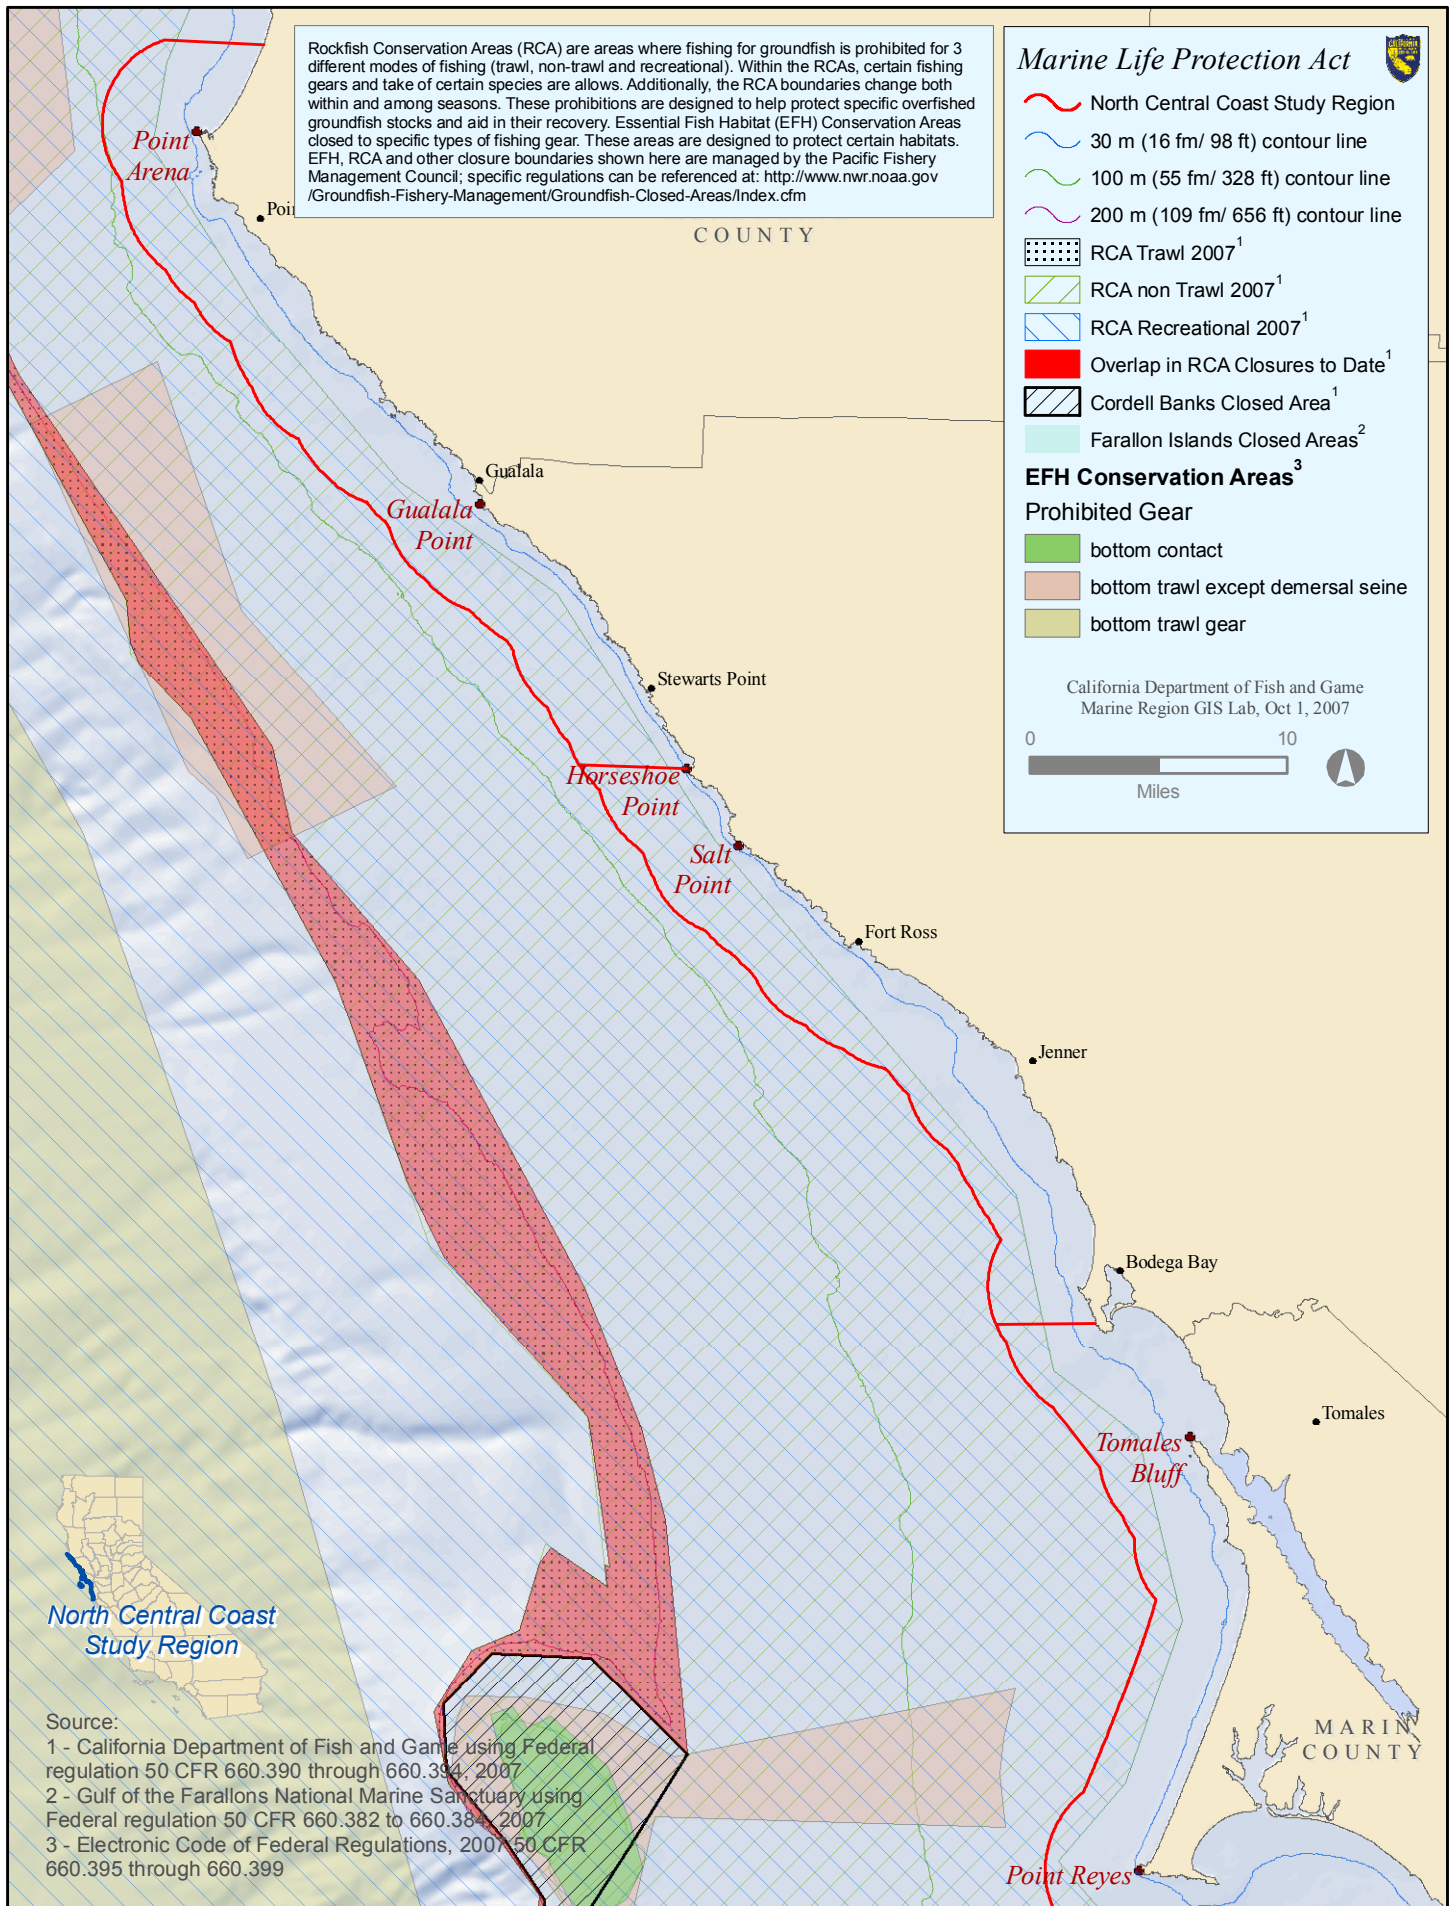 Rockfish Conservation Areas (RCA) are areas where fishing for groundfish is prohibited for 3
different modes of fishing (trawl, non-trawl and recreational). Within the RCAs, certain fishing
gears and take of certain species are allows. Additionally, the RCA boundaries change both
within and among seasons. These prohibitions are designed to help protect specific overfished
groundfish stocks and aid in their recovery. Essential Fish Habitat (EFH) Conservation Areas
closed to specific types of fishing gear. These areas are designed to protect certain habitats.
EFH, RCA and other closure boundaries shown here are managed by the Pacific Fishery
Management Council; specific regulations can be referenced at: http://www.nwr.noaa.gov
/Groundfish-Fishery-Management/Groundfish-Closed-Areas/Index.cfm
Marine Life Protection Act
North Central Coast Study Region
30 m (16 fm/ 98 ft) contour line
100 m (55 fm/ 328 ft) contour line
200 m (109 fm/ 656 ft) contour line
RCA Trawl 2007¹
RCA non Trawl 2007¹
RCA Recreational 2007¹
Overlap in RCA Closures to Date¹
Cordell Banks Closed Area¹
Farallon Islands Closed Areas²
EFH Conservation Areas³
Prohibited Gear
bottom contact
bottom trawl except demersal seine
bottom trawl gear
California Department of Fish and Game
Marine Region GIS Lab, Oct 1, 2007
0 10
Miles
Point
Arena
COUNTY
Gualala
Gualala
Point
Stewarts Point
Horseshoe
Point
Salt
Point
Fort Ross
Jenner
Bodega Bay
Tomales
Tomales
Bluff
MARIN
COUNTY
Point Reyes
North Central Coast
Study Region
Source:
1 - California Department of Fish and Game using Federal
regulation 50 CFR 660.390 through 660.394, 2007
2 - Gulf of the Farallons National Marine Sanctuary using
Federal regulation 50 CFR 660.382 to 660.384, 2007
3 - Electronic Code of Federal Regulations, 2007 50 CFR
660.395 through 660.399